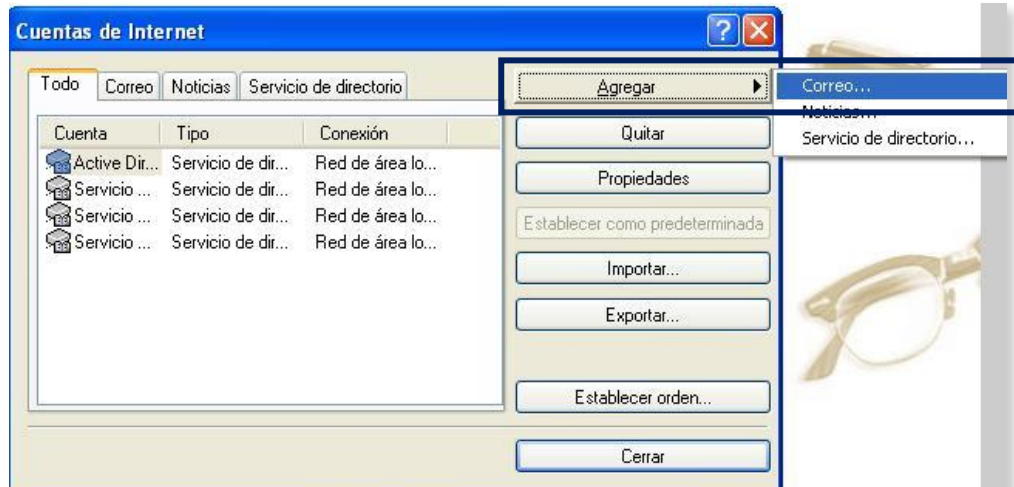 Cuentas de Internet
Todo Correo Noticias Servicio de directorio
Agregar
Correo...
Noticias...
Servicio de directorio...
Cuenta Tipo Conexión
Active Dir... Servicio de dir... Red de área lo...
Servicio ... Servicio de dir... Red de área lo...
Servicio ... Servicio de dir... Red de área lo...
Servicio ... Servicio de dir... Red de área lo...
Quitar
Propiedades
Establecer como predeterminada
Importar...
Exportar...
Establecer orden...
Cerrar